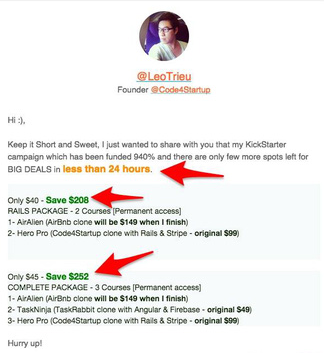 @LeoTrieu
Founder @Code4Startup
Hi :),
Keep it Short and Sweet, I just wanted to share with you that my KickStarter
campaign which has been funded 940% and there are only few more spots left for
BIG DEALS in less than 24 hours.
Only $40 - Save $208
RAILS PACKAGE - 2 Courses [Permanent access]
1- AirAlien (AirBnb clone will be $149 when I finish)
2- Hero Pro (Code4Startup clone with Rails & Stripe - original $99)
Only $45 - Save $252
COMPLETE PACKAGE - 3 Courses [Permanent access]
1- AirAlien (AirBnb clone will be $149 when I finish)
2- TaskNinja (TaskRabbit clone with Angular & Firebase - original $49)
3- Hero Pro (Code4Startup clone with Rails & Stripe - original $99)
Hurry up!